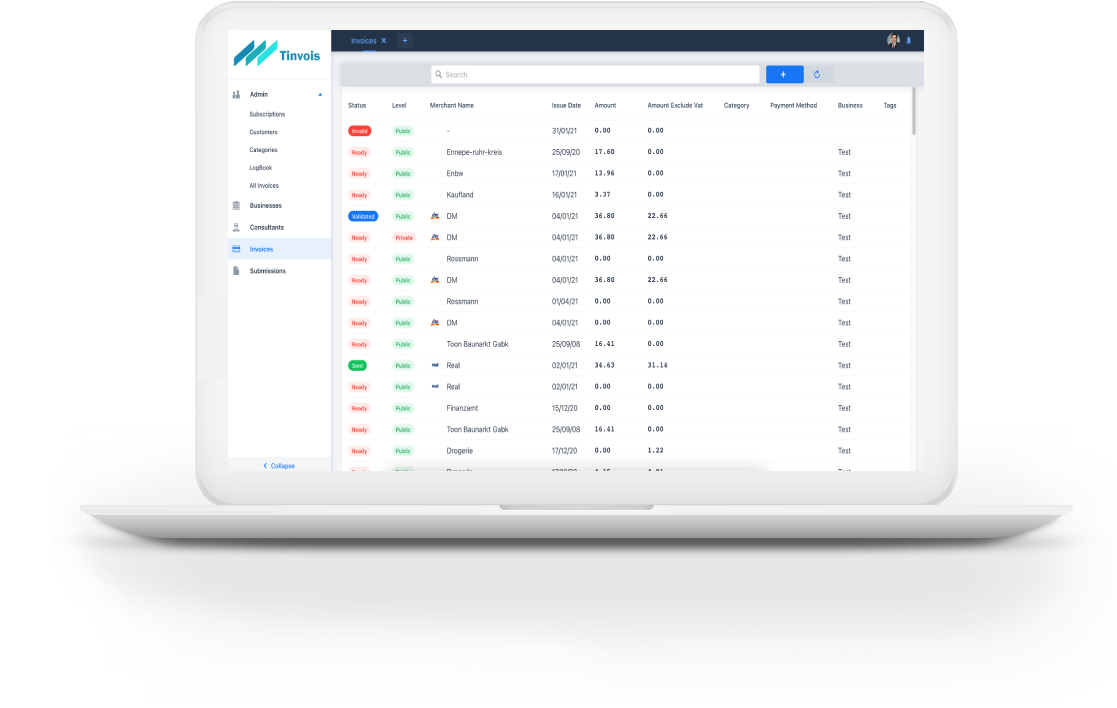 Tinvois
Invoices × +
Search
+
Admin
Subscriptions
Customers
Categories
LogBook
All Invoices
Businesses
Consultants
Invoices
Submissions
Collapse
Status Level Merchant Name Issue Date Amount Amount Exclude Vat Category Payment Method Business Tags
Invalid Public - 31/01/21 0.00 0.00
Ready Public Ennepe-ruhr-kreis 25/09/20 17.60 0.00 Test
Ready Public Enbw 17/01/21 13.96 0.00 Test
Ready Public Kaufland 16/01/21 3.37 0.00 Test
Validated Public DM 04/01/21 36.80 22.66 Test
Ready Private DM 04/01/21 36.80 22.66 Test
Ready Public Rossmann 04/01/21 0.00 0.00 Test
Ready Public DM 04/01/21 36.80 22.66 Test
Ready Public Rossmann 01/04/21 0.00 0.00 Test
Ready Public DM 04/01/21 0.00 0.00 Test
Ready Public Toon Baunarkt Gabk 25/09/08 16.41 0.00 Test
Sent Public Real 02/01/21 34.63 31.14 Test
Ready Public Real 02/01/21 0.00 0.00 Test
Ready Public Finanzamt 15/12/20 0.00 0.00 Test
Ready Public Toon Baunarkt Gabk 25/09/08 16.41 0.00 Test
Ready Public Drogerie 17/12/20 0.00 1.22 Test